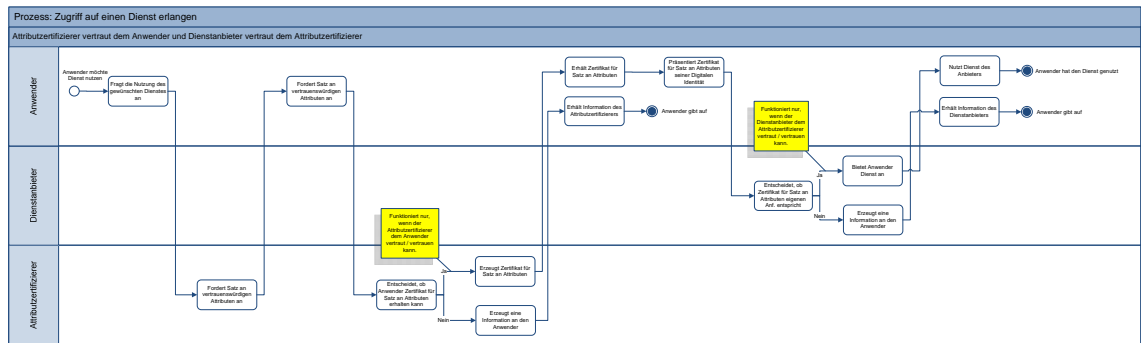 Prozess: Zugriff auf einen Dienst erlangen
Attributzertifizierer vertraut dem Anwender und Dienstanbieter vertraut dem Attributzertifizierer
Anwender
Anwender möchte
Dienst nutzen
Fragt die Nutzung des
gewünschten Dienstes
an
Fordert Satz an
vertrauenswürdigen
Attributen an
Erhält Zertifikat für
Satz an Attributen
Präsentiert Zertifikat
für Satz an Attributen
seiner Digitalen
Identität
Erhält Information des
Attributzertifizierers
Anwender gibt auf
Nutzt Dienst des
Anbieters
Anwender hat den Dienst genutzt
Erhält Information des
Dienstanbieters
Anwender gibt auf
Funktioniert nur,
wenn der
Dienstanbieter dem
Attributzertifizierer
vertraut / vertrauen
kann.
Dienstanbieter
Entscheidet, ob
Zertifikat für Satz an
Attributen eigenen
Anf. entspricht
Ja
Nein
Bietet Anwender
Dienst an
Erzeugt eine
Information an den
Anwender
Funktioniert nur,
wenn der
Attributzertifizierer
dem Anwender
vertraut / vertrauen
kann.
Attributzertifizierer
Fordert Satz an
vertrauenswürdigen
Attributen an
Entscheidet, ob
Anwender Zertifikat für
Satz an Attributen
erhalten kann
Ja
Nein
Erzeugt Zertifikat für
Satz an Attributen
Erzeugt eine
Information an den
Anwender